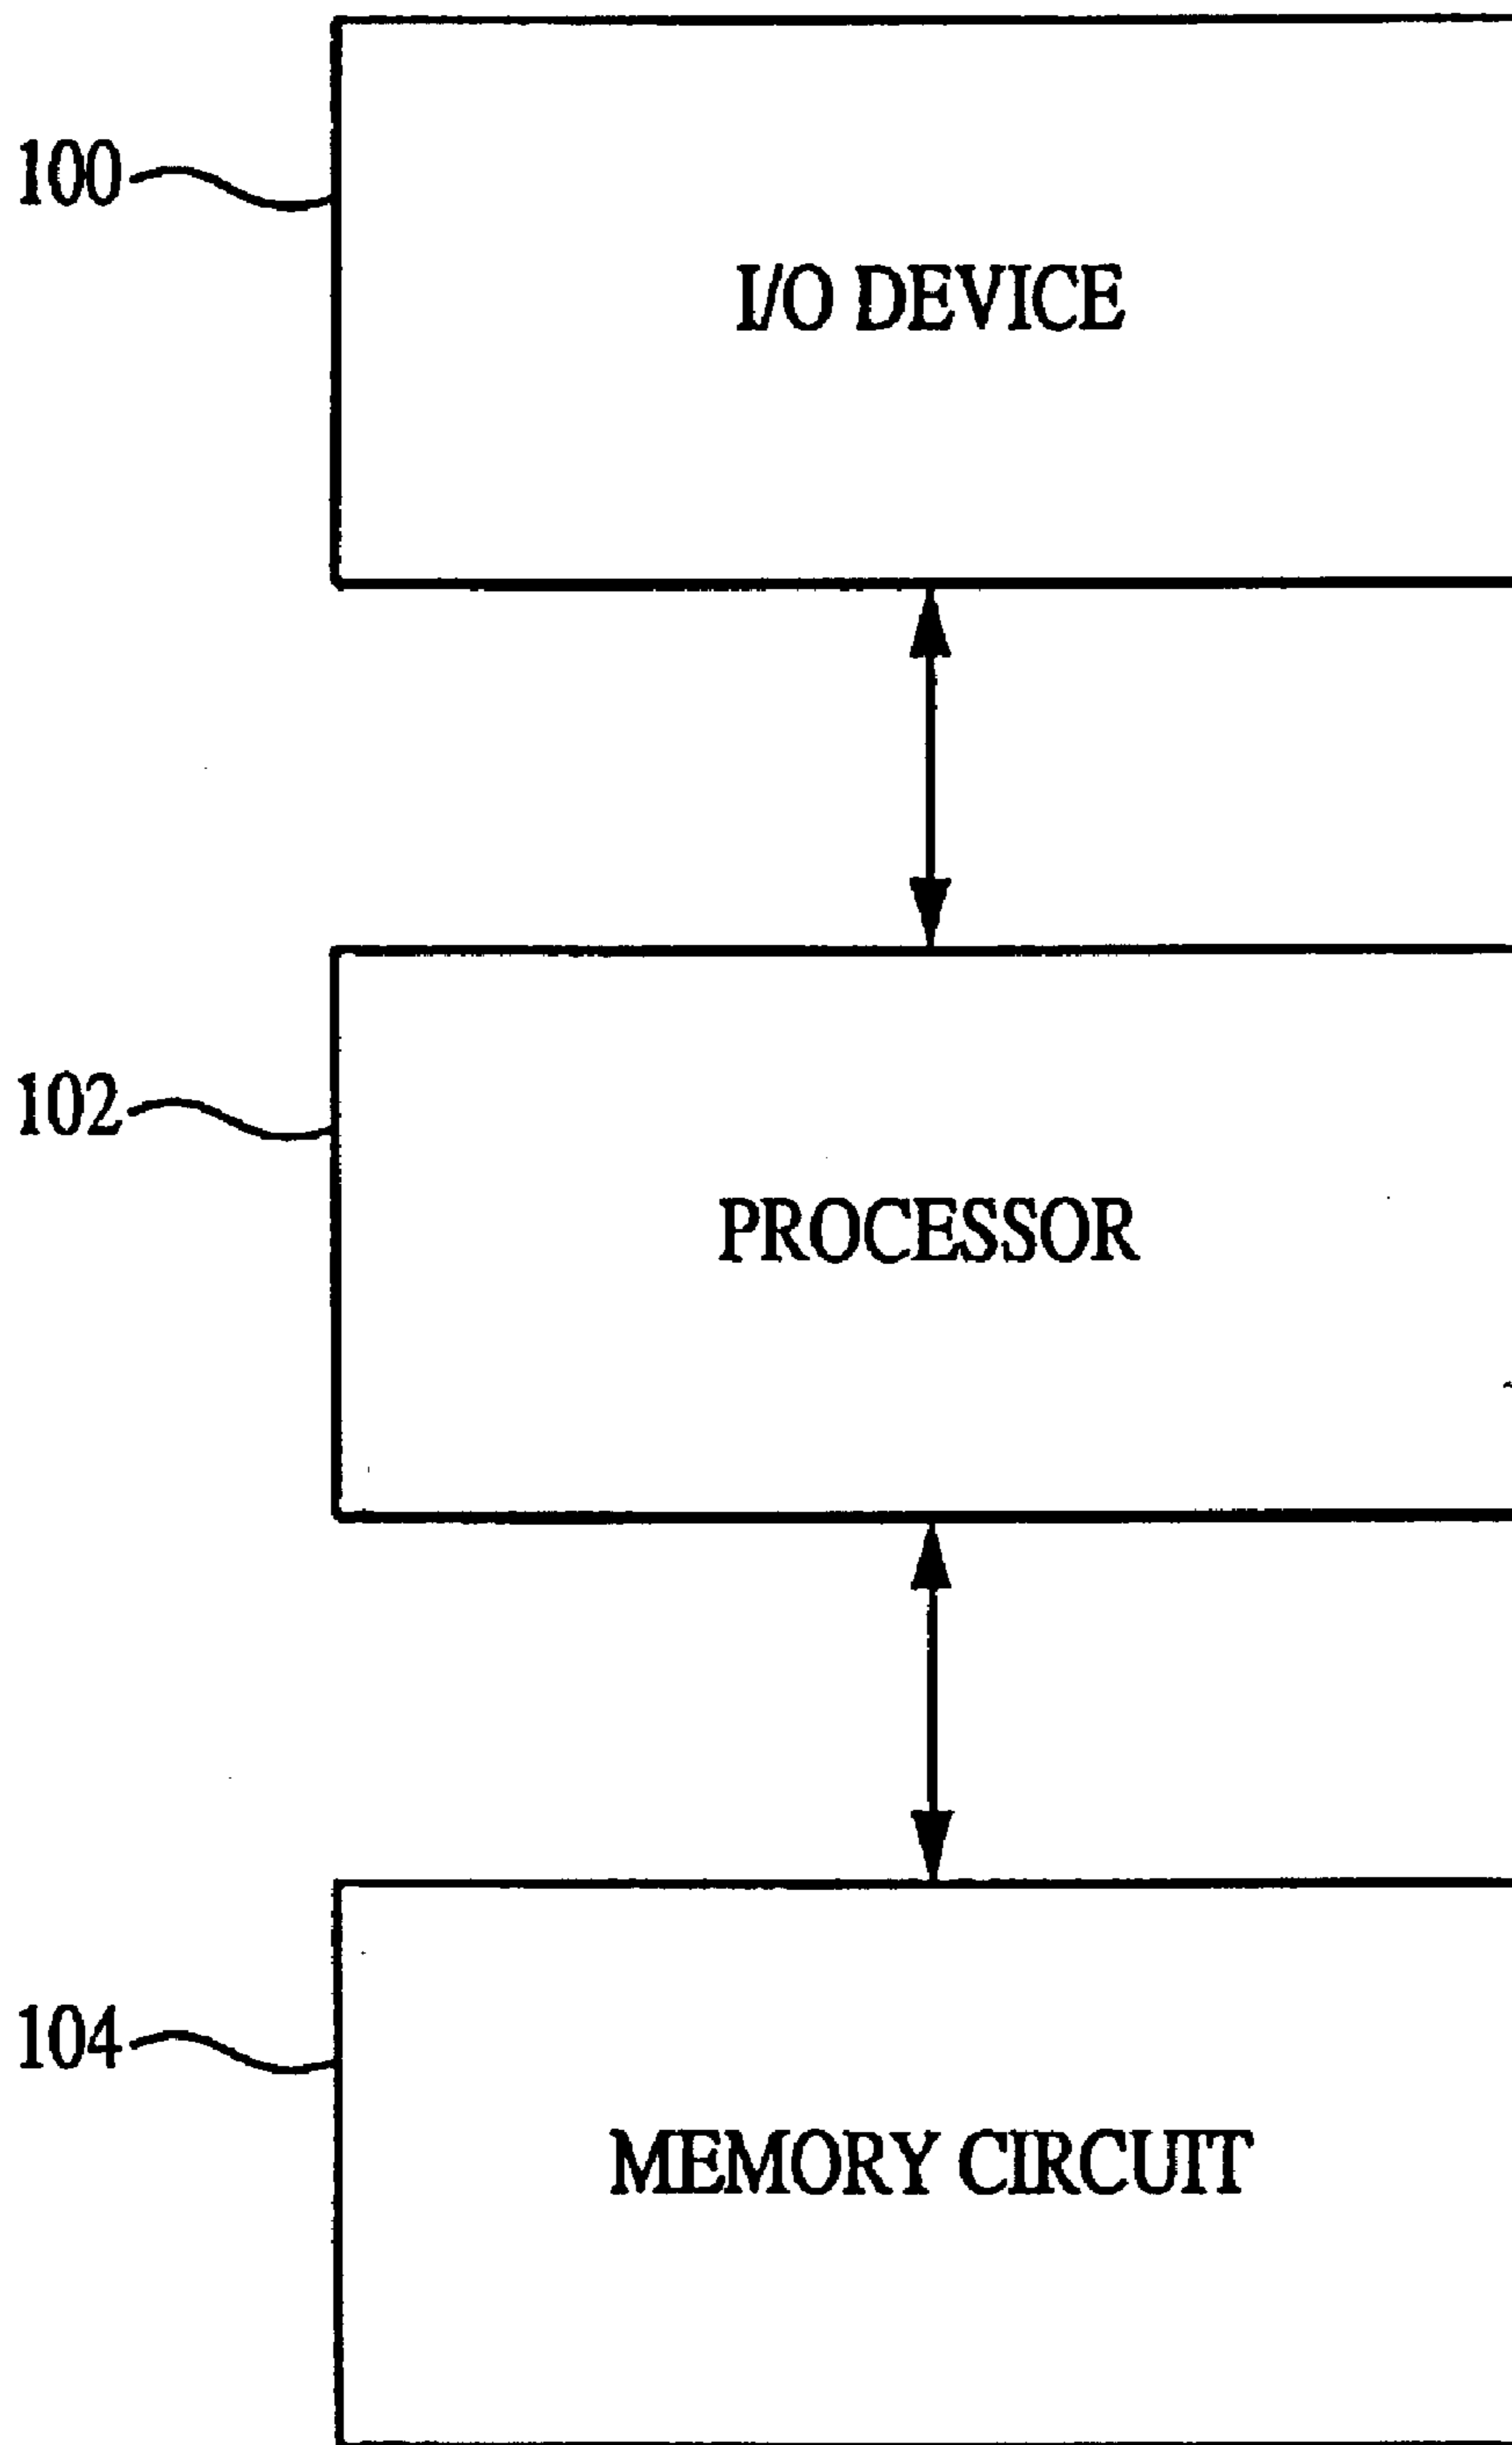 100
I/O DEVICE
102
PROCESSOR
104
MEMORY CIRCUIT